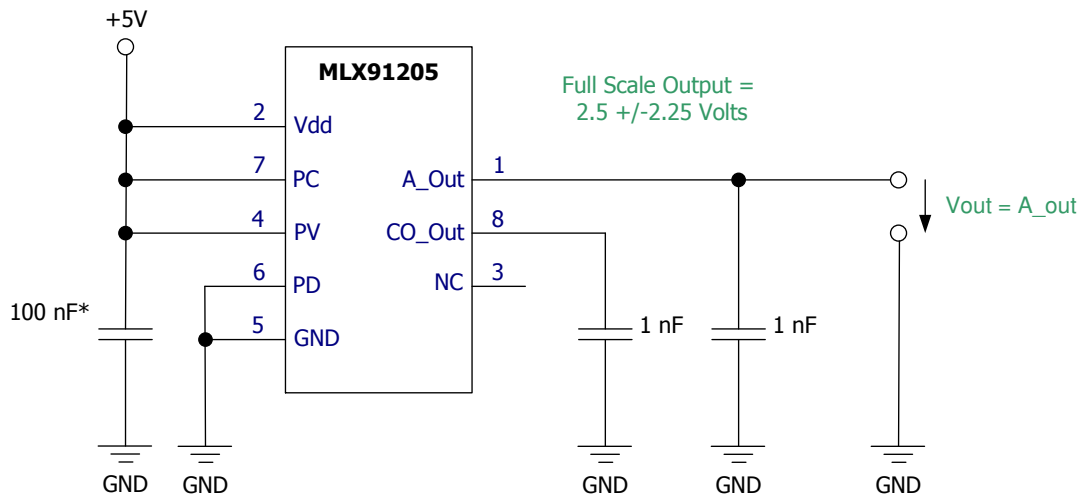 +5V
MLX91205
Full Scale Output =
2.5 +/-2.25 Volts
2
Vdd
7
PC
A_Out
1
Vout = A_out
4
PV
CO_Out
8
6
PD
NC
3
100 nF*
5
GND
1 nF
1 nF
GND
GND
GND
GND
GND